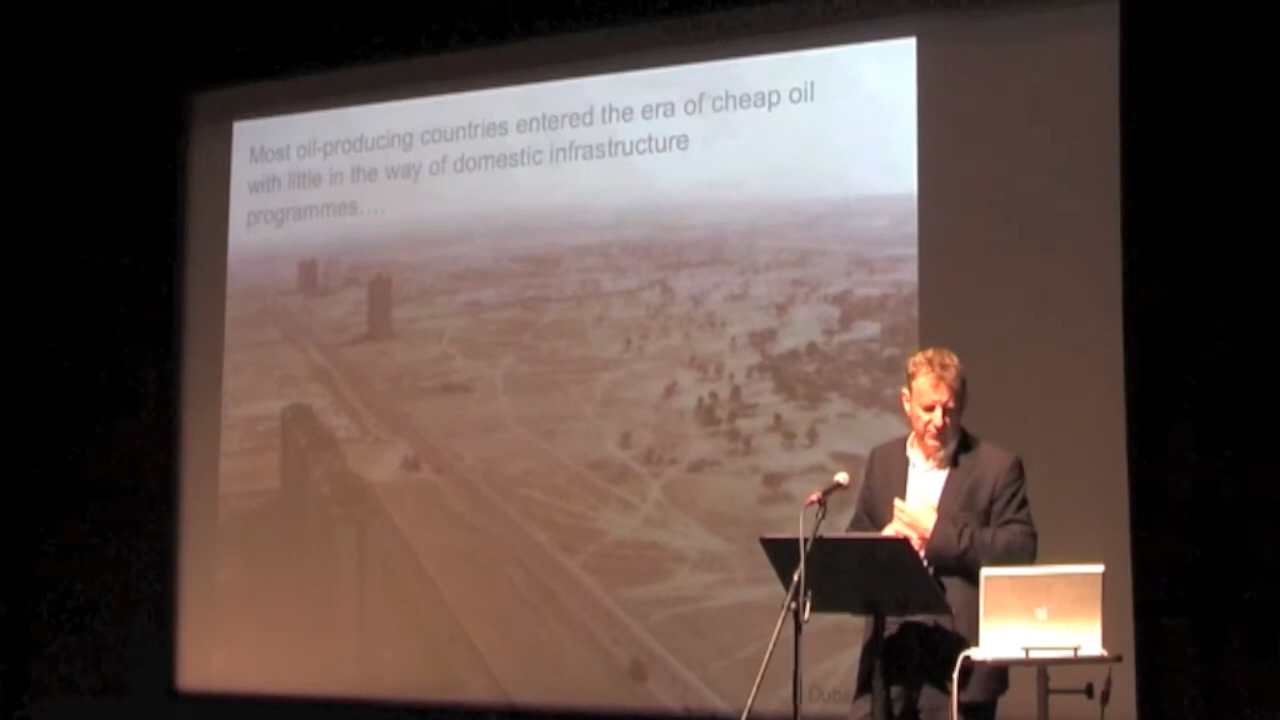 Most oil-producing countries entered the era of cheap oil
with little in the way of domestic infrastructure
programmes….